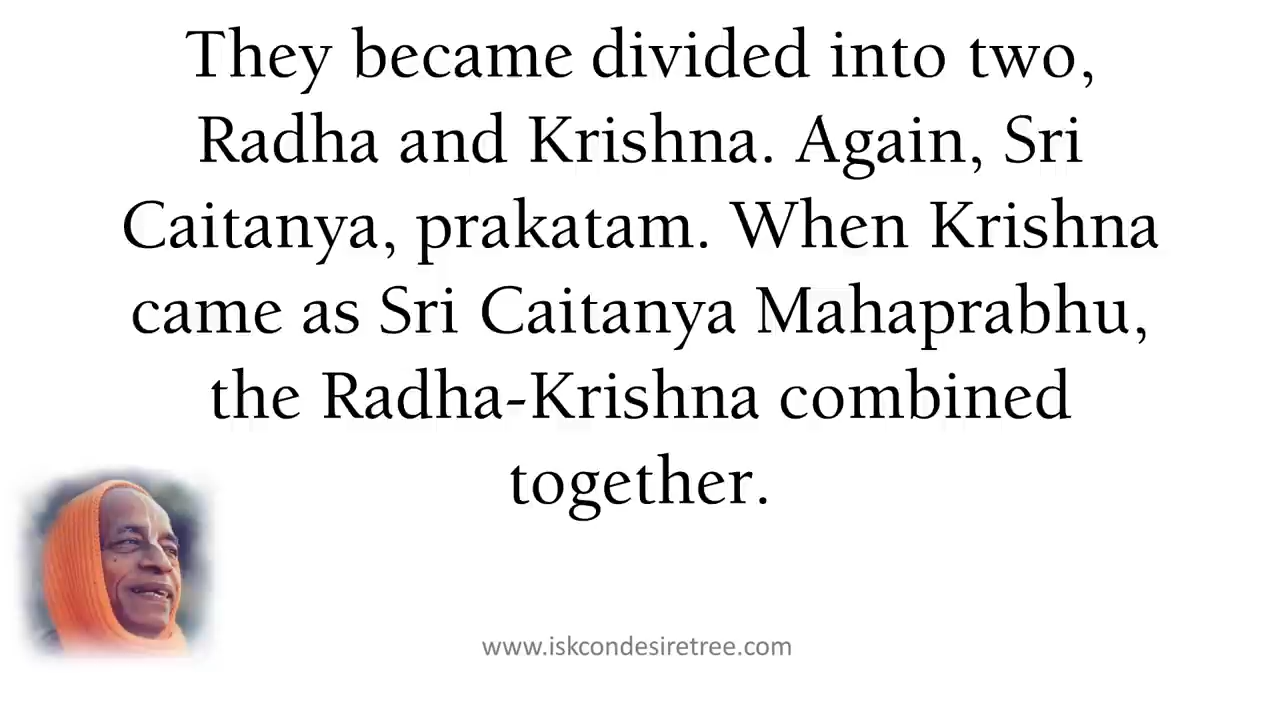 They became divided into two,
Radha and Krishna. Again, Sri
Caitanya, prakatam. When Krishna
came as Sri Caitanya Mahaprabhu,
the Radha-Krishna combined
together.
www.iskcondesiretree.com